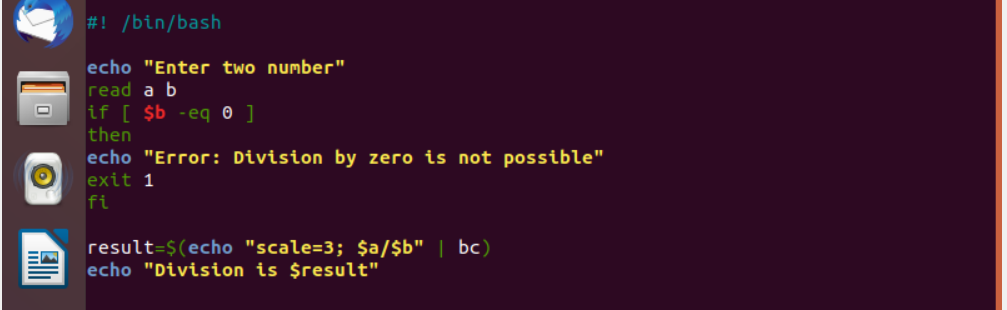 #! /bin/bash
echo "Enter two number"
read a b
if [ $b -eq 0 ]
then
echo "Error: Division by zero is not possible"
exit 1
fi
result=$(echo "scale=3; $a/$b" | bc)
echo "Division is $result"